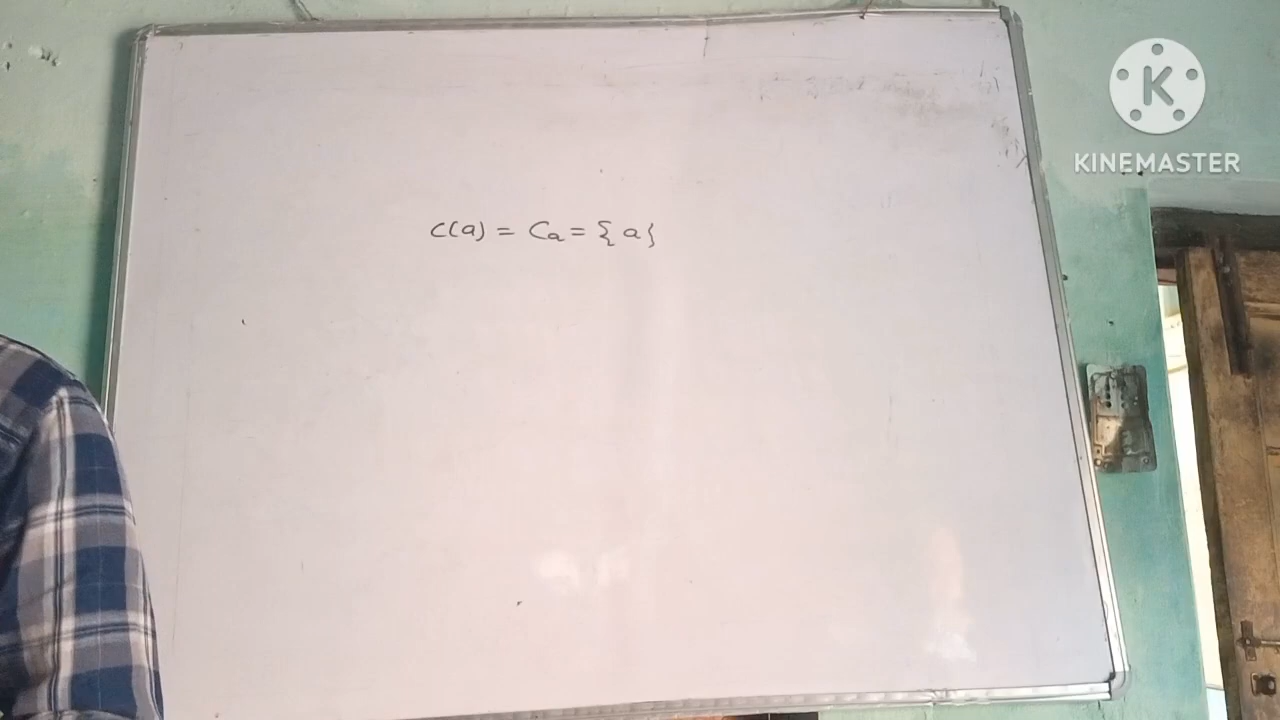 C(a) = Ca = { a}
K
KINEMASTER